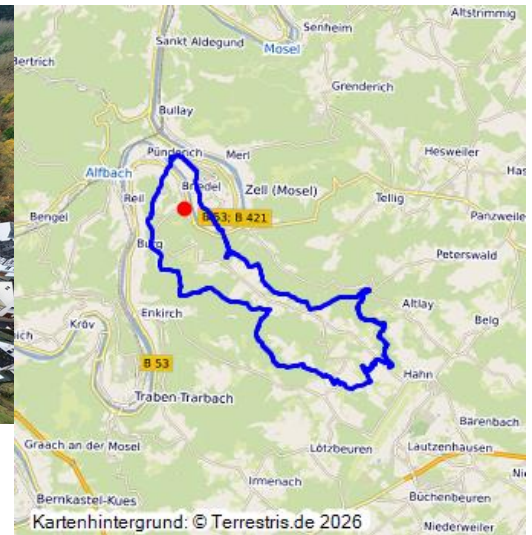 Altstrimmig
Senheim
Sankt Aldegund
Mosel
Bertrich
Grenderich
Bullay
Pünderich
Merl
Hesweiler
Alfbach
Briedel
Zell (Mosel)
Reil
Tellig
Bengel
B 53; B 421
Panzweile
Burg
Peterswald
Enkirch
Altlay
Kröv
Belg
B 53
Hahn
Traben-Trarbach
Bärenbach
Graach an der Mosel
Lötzbeuren
Lautzenhausen
Irmenach
Bernkastel-Kues
Büchenbeuren
Kartenhintergrund: © Terrestris.de 2026
Niederweiler